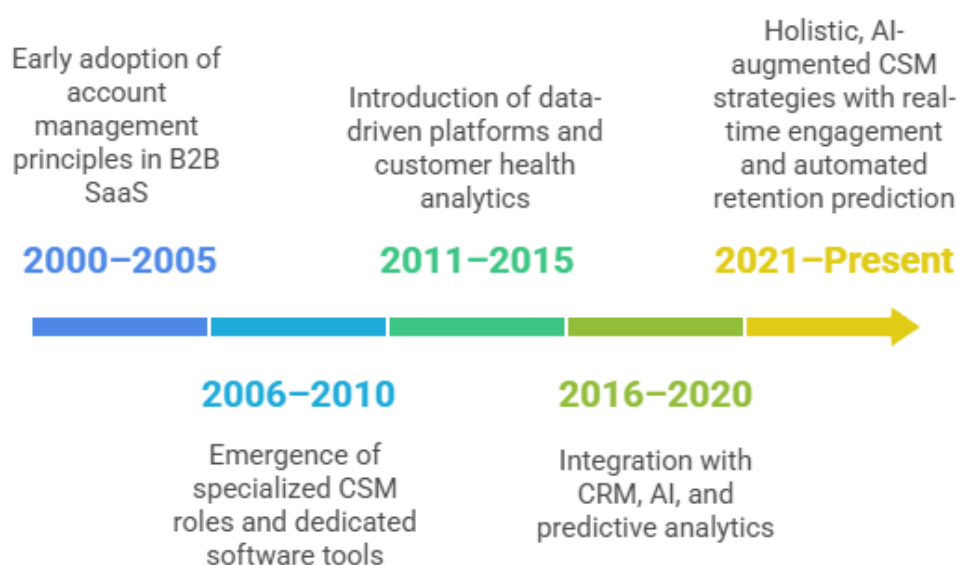 Early adoption of
account
management
principles in B2B
SaaS
2000–2005
Emergence of
specialized CSM
roles and dedicated
software tools
2006–2010
Introduction of data-
driven platforms and
customer health
analytics
2011–2015
Integration with
CRM, AI, and
predictive analytics
2016–2020
Holistic, AI-
augmented CSM
strategies with real-
time engagement
and automated
retention prediction
2021–Present